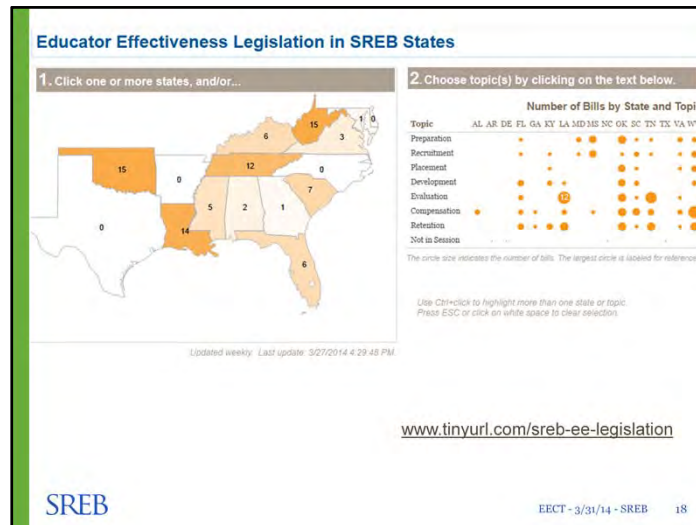 Educator Effectiveness Legislation in SREB States
1. Click one or more states, and/or...
15
1
0
6
3
15
12
0
0
7
5
2
1
0
14
6
Updated weekly. Last update: 3/27/2014 4:29:48 PM
2. Choose topic(s) by clicking on the text below.
Number of Bills by State and Topi
Topic AL AR DE FL GA KY LA MD MS NC OK SC TN TX VA W
Preparation
Recruitment
Placement
Development
Evaluation 12
Compensation
Retention
Not in Session
The circle size indicates the number of bills. The largest circle is labeled for reference
Use Ctrl+click to highlight more than one state or topic.
Press ESC or click on white space to clear selection.
www.tinyurl.com/sreb-ee-legislation
SREB
EECT - 3/31/14 - SREB 18